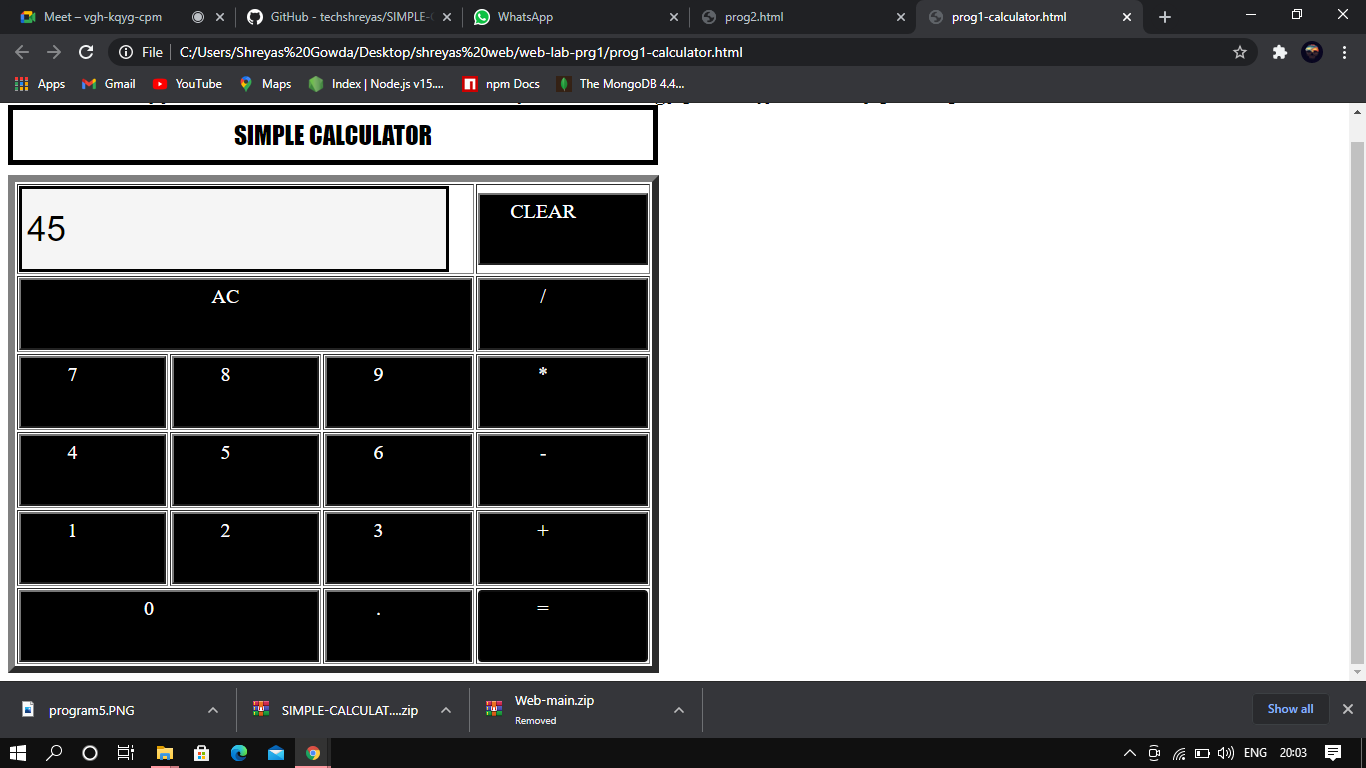 Meet – vgh-kqyg-cpm
GitHub - techshreyas/SIMPLE-
WhatsApp
prog2.html
prog1-calculator.html
File
C:/Users/Shreyas%20Gowda/Desktop/shreyas%20web/web-lab-prg1/prog1-calculator.html
Apps
Gmail
YouTube
Maps
Index | Node.js v15....
npm Docs
The MongoDB 4.4...
SIMPLE CALCULATOR
45
CLEAR
AC
/
7
8
9
*
4
5
6
-
1
2
3
+
0
.
=
program5.PNG
SIMPLE-CALCULAT....zip
Web-main.zip
Removed
Show all
ENG
20:03